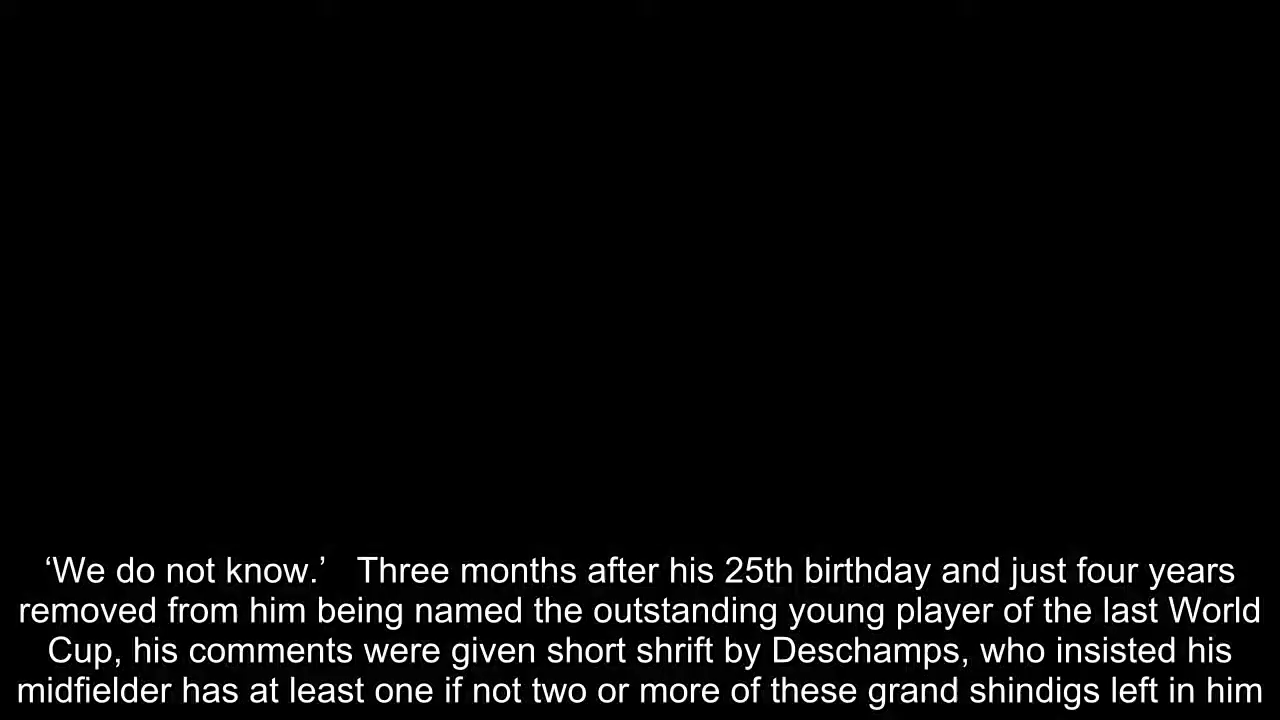 ‘We do not know.’   Three months after his 25th birthday and just four years
removed from him being named the outstanding young player of the last World
Cup, his comments were given short shrift by Deschamps, who insisted his
midfielder has at least one if not two or more of these grand shindigs left in him